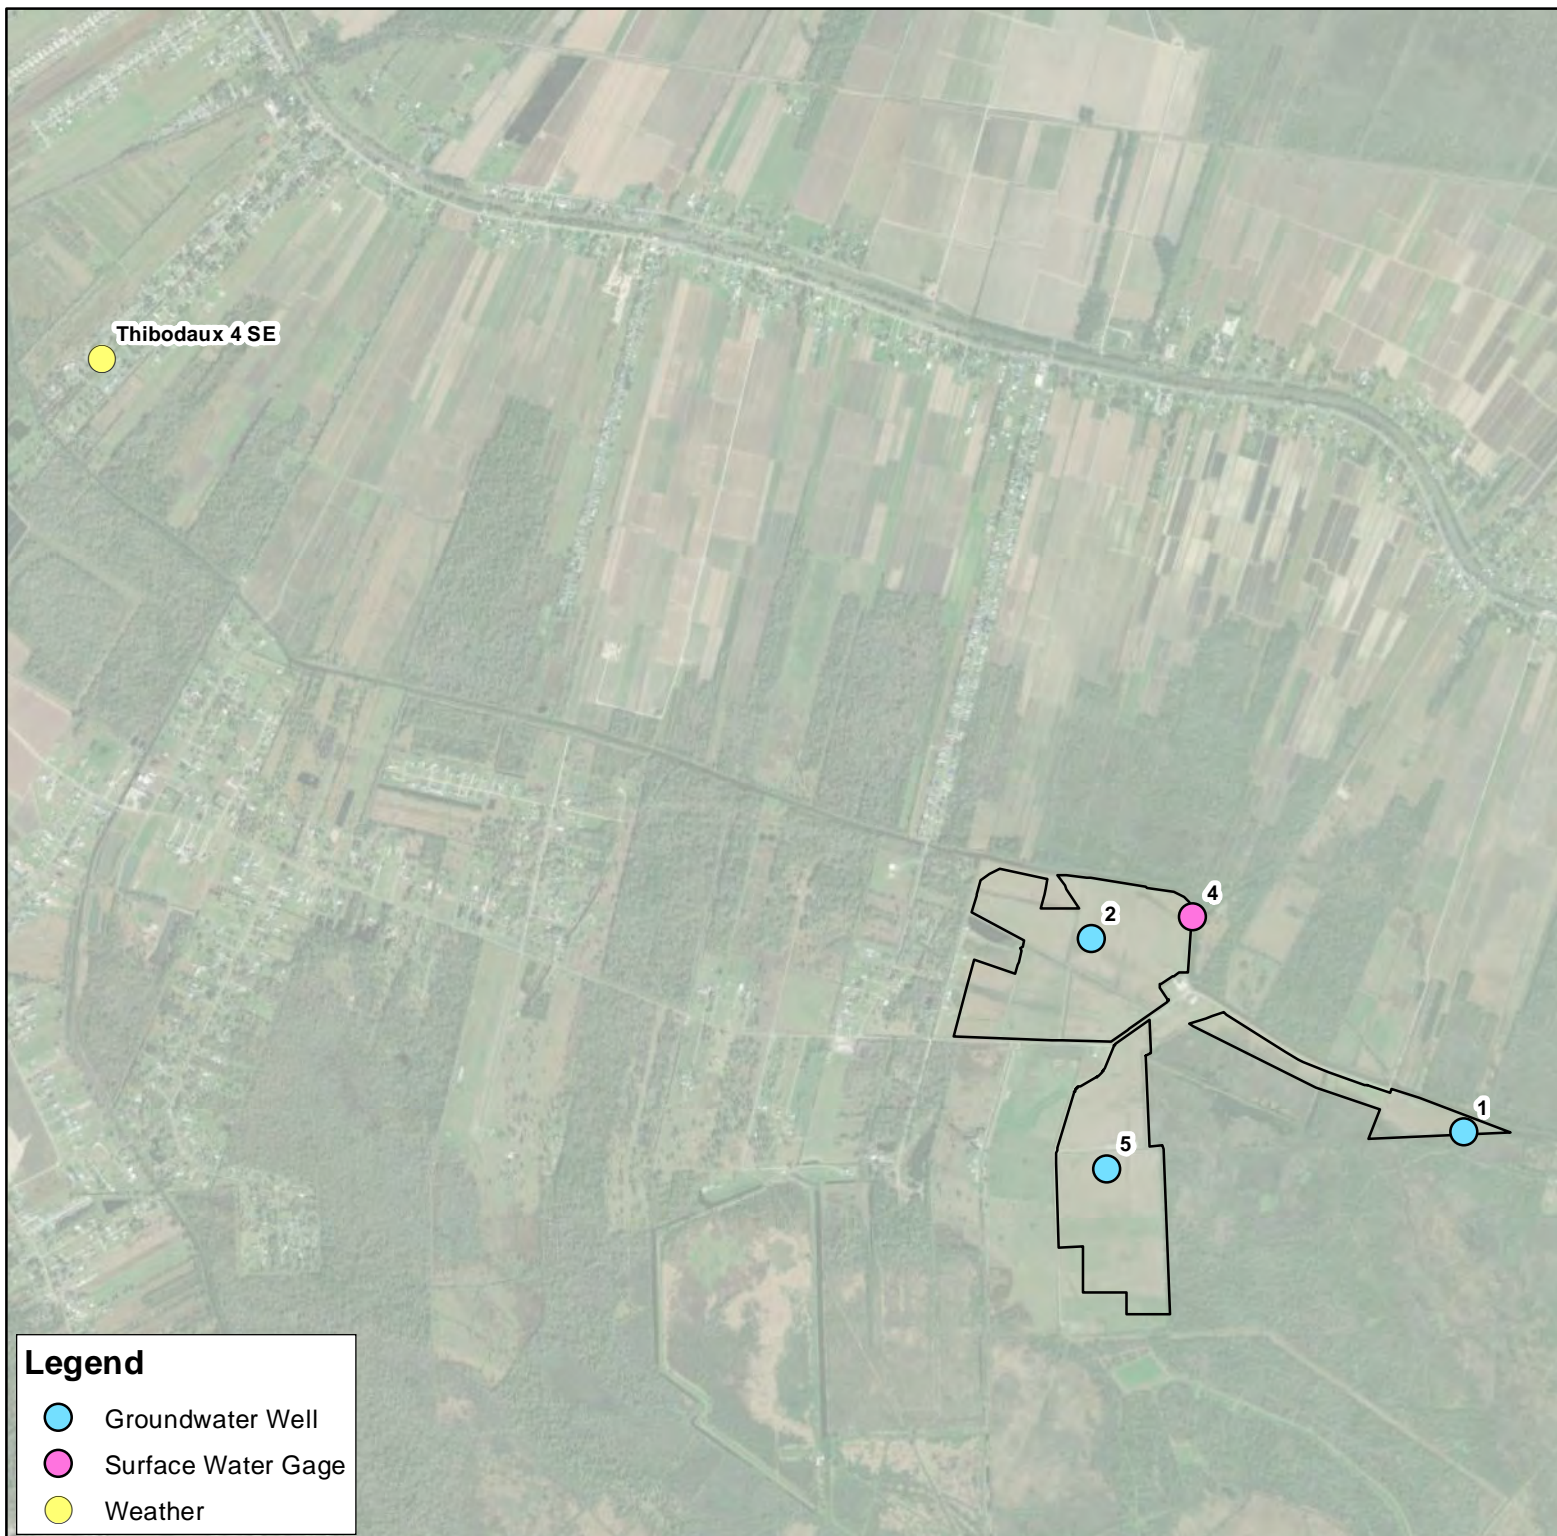 Thibodaux 4 SE
4
2
1
5
Legend
Groundwater Well
Surface Water Gage
Weather